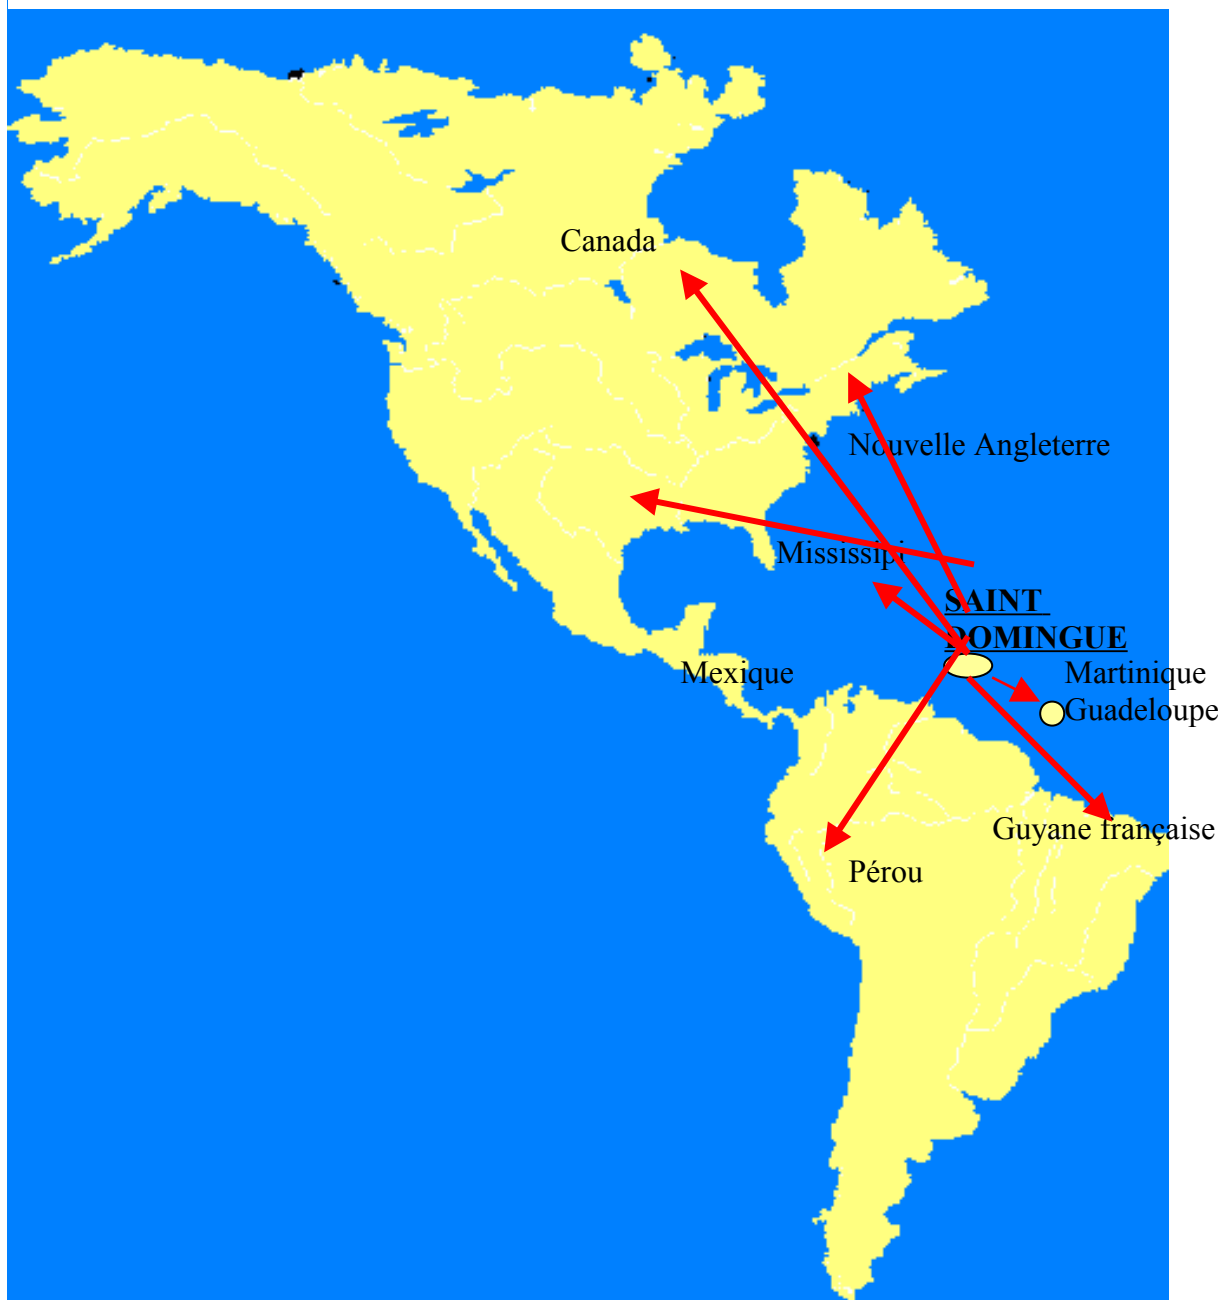 Canada
Nouvelle Angleterre
Mississipi
SAINT
DOMINGUE
Mexique
Martinique
Guadeloupe
Guyane française
Pérou